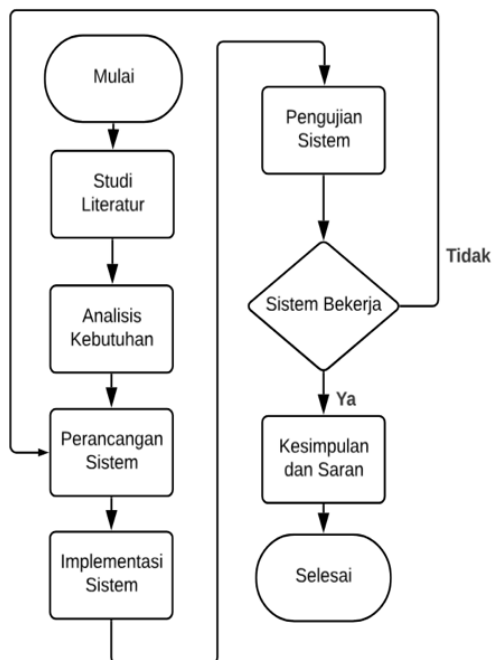 Mulai
Studi
Literatur
Analisis
Kebutuhan
Perancangan
Sistem
Implementasi
Sistem
Pengujian
Sistem
Sistem Bekerja
Tidak
Ya
Kesimpulan
dan Saran
Selesai